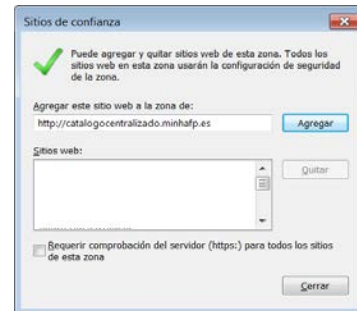 Sitios de confianza
Puede agregar y quitar sitios web de esta zona. Todos los
sitios web en esta zona usarán la configuración de seguridad
de la zona.
Agregar este sitio web a la zona de:
http://catalogocentralizado.minhafp.es
Agregar
Sitios web:
Quitar
Requerir comprobación del servidor (https:) para todos los sitios
de esta zona
Cerrar